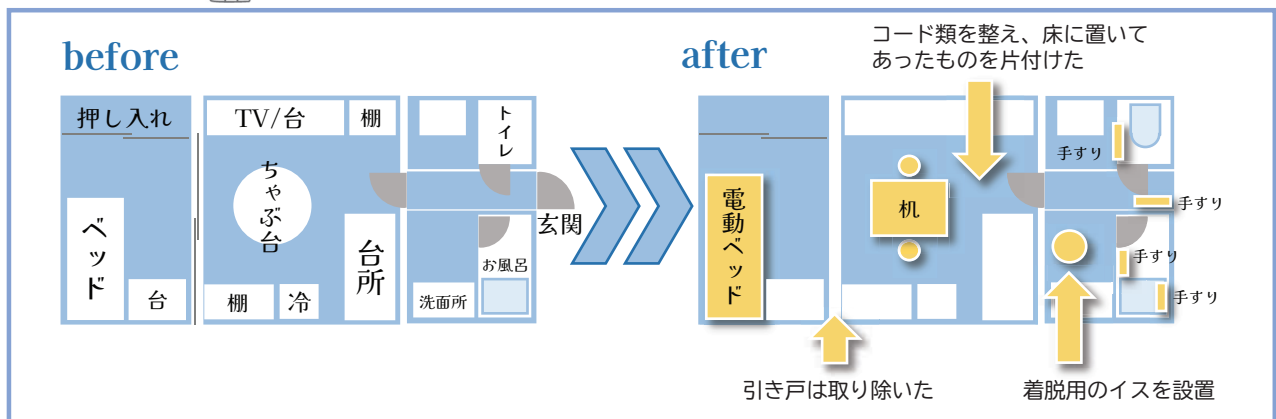 before
押し入れ
ベッド
台
TV/台
棚
ちゃぶ台
台所
棚
冷
トイレ
玄関
お風呂
洗面所
after
コード類を整え、床に置いて
あったものを片付けた
電動ベッド
机
手すり
手すり
手すり
手すり
引き戸は取り除いた
着脱用のイスを設置